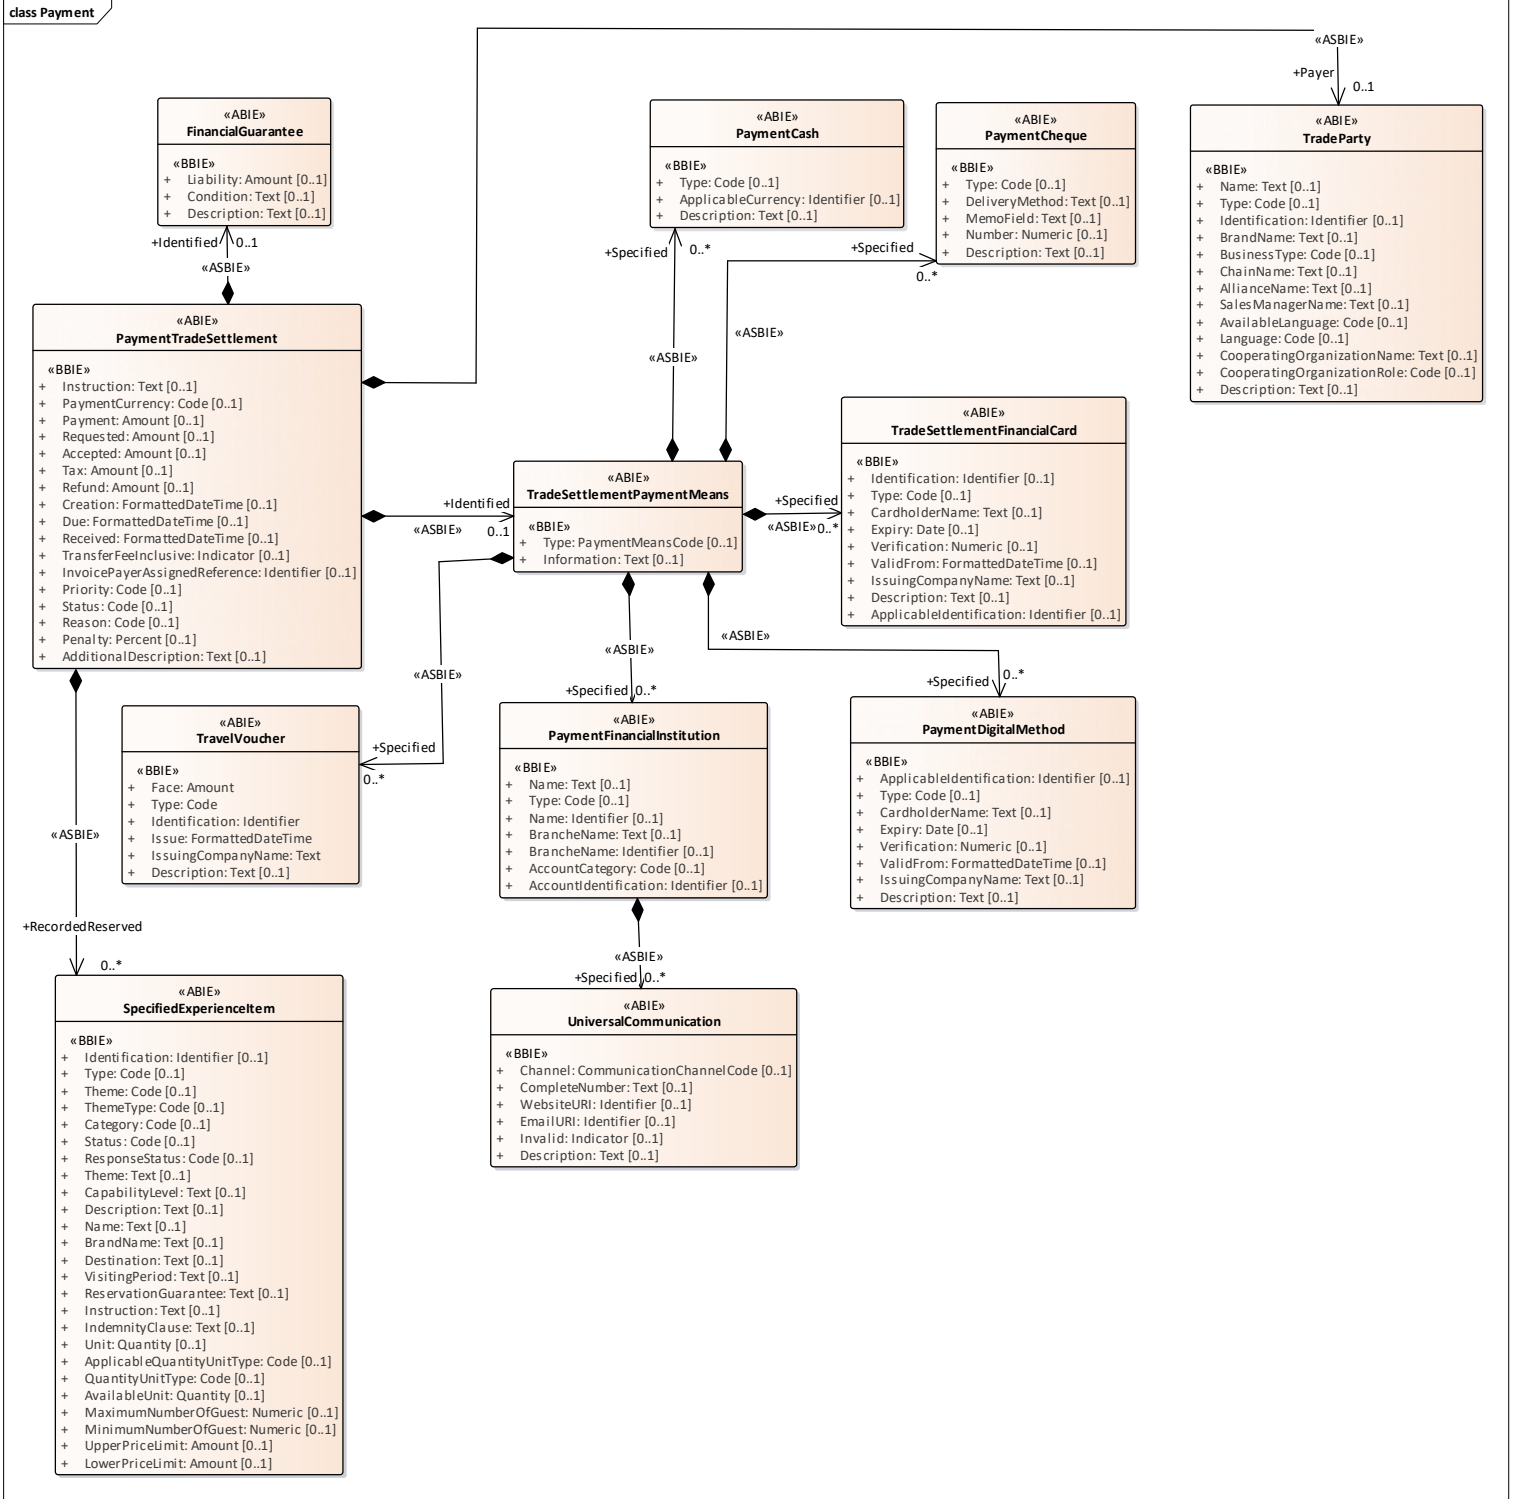 class Payment
«ASBIE»
+Payer
0..1
«ABIE»
FinancialGuarantee
«BBIE»
+ Liability: Amount [0..1]
+ Condition: Text [0..1]
+ Description: Text [0..1]
+Identified
0..1
«ASBIE»
«ABIE»
PaymentCash
«BBIE»
+ Type: Code [0..1]
+ ApplicableCurrency: Identifier [0..1]
+ Description: Text [0..1]
+Specified
0..*
«ASBIE»
«ABIE»
PaymentCheque
«BBIE»
+ Type: Code [0..1]
+ DeliveryMethod: Text [0..1]
+ MemoField: Text [0..1]
+ Number: Numeric [0..1]
+ Description: Text [0..1]
+Specified
0..*
«ASBIE»
«ABIE»
TradeParty
«BBIE»
+ Name: Text [0..1]
+ Type: Code [0..1]
+ Identification: Identifier [0..1]
+ BrandName: Text [0..1]
+ BusinessType: Code [0..1]
+ ChainName: Text [0..1]
+ AllianceName: Text [0..1]
+ SalesManagerName: Text [0..1]
+ AvailableLanguage: Code [0..1]
+ Language: Code [0..1]
+ CooperatingOrganizationName: Text [0..1]
+ CooperatingOrganizationRole: Code [0..1]
+ Description: Text [0..1]
«ABIE»
PaymentTradeSettlement
«BBIE»
+ Instruction: Text [0..1]
+ PaymentCurrency: Code [0..1]
+ Payment: Amount [0..1]
+ Requested: Amount [0..1]
+ Accepted: Amount [0..1]
+ Tax: Amount [0..1]
+ Refund: Amount [0..1]
+ Creation: FormattedDateTime [0..1]
+ Due: FormattedDateTime [0..1]
+ Received: FormattedDateTime [0..1]
+ TransferFeeInclusive: Indicator [0..1]
+ InvoicePayerAssignedReference: Identifier [0..1]
+ Priority: Code [0..1]
+ Status: Code [0..1]
+ Reason: Code [0..1]
+ Penalty: Percent [0..1]
+ AdditionalDescription: Text [0..1]
+Identified
«ASBIE»
0..1
«ABIE»
TradeSettlementPaymentMeans
«BBIE»
+ Type: PaymentMeansCode [0..1]
+ Information: Text [0..1]
+Specified
«ASBIE»
0..*
«ABIE»
TradeSettlementFinancialCard
«BBIE»
+ Identification: Identifier [0..1]
+ Type: Code [0..1]
+ CardholderName: Text [0..1]
+ Expiry: Date [0..1]
+ Verification: Numeric [0..1]
+ ValidFrom: FormattedDateTime [0..1]
+ IssuingCompanyName: Text [0..1]
+ Description: Text [0..1]
+ ApplicableIdentification: Identifier [0..1]
«ASBIE»
+Specified
0..*
«ASBIE»
+Specified
0..*
«ASBIE»
+Specified
0..*
«ABIE»
TravelVoucher
«BBIE»
+ Face: Amount
+ Type: Code
+ Identification: Identifier
+ Issue: FormattedDateTime
+ IssuingCompanyName: Text
+ Description: Text [0..1]
«ABIE»
PaymentFinancialInstitution
«BBIE»
+ Name: Text [0..1]
+ Type: Code [0..1]
+ Name: Identifier [0..1]
+ BrancheName: Text [0..1]
+ BrancheName: Identifier [0..1]
+ AccountCategory: Code [0..1]
+ AccountIdentification: Identifier [0..1]
«ABIE»
PaymentDigitalMethod
«BBIE»
+ ApplicableIdentification: Identifier [0..1]
+ Type: Code [0..1]
+ CardholderName: Text [0..1]
+ Expiry: Date [0..1]
+ Verification: Numeric [0..1]
+ ValidFrom: FormattedDateTime [0..1]
+ IssuingCompanyName: Text [0..1]
+ Description: Text [0..1]
«ASBIE»
+RecordedReserved
0..*
«ASBIE»
+Specified
0..*
«ABIE»
SpecifiedExperienceItem
«BBIE»
+ Identification: Identifier [0..1]
+ Type: Code [0..1]
+ Theme: Code [0..1]
+ ThemeType: Code [0..1]
+ Category: Code [0..1]
+ Status: Code [0..1]
+ ResponseStatus: Code [0..1]
+ Theme: Text [0..1]
+ CapabilityLevel: Text [0..1]
+ Description: Text [0..1]
+ Name: Text [0..1]
+ BrandName: Text [0..1]
+ Destination: Text [0..1]
+ VisitingPeriod: Text [0..1]
+ ReservationGuarantee: Text [0..1]
+ Instruction: Text [0..1]
+ IndemnityClause: Text [0..1]
+ Unit: Quantity [0..1]
+ ApplicableQuantityUnitType: Code [0..1]
+ QuantityUnitType: Code [0..1]
+ AvailableUnit: Quantity [0..1]
+ MaximumNumberOfGuest: Numeric [0..1]
+ MinimumNumberOfGuest: Numeric [0..1]
+ UpperPriceLimit: Amount [0..1]
+ LowerPriceLimit: Amount [0..1]
«ABIE»
UniversalCommunication
«BBIE»
+ Channel: CommunicationChannelCode [0..1]
+ CompleteNumber: Text [0..1]
+ WebsiteURI: Identifier [0..1]
+ EmailURI: Identifier [0..1]
+ Invalid: Indicator [0..1]
+ Description: Text [0..1]